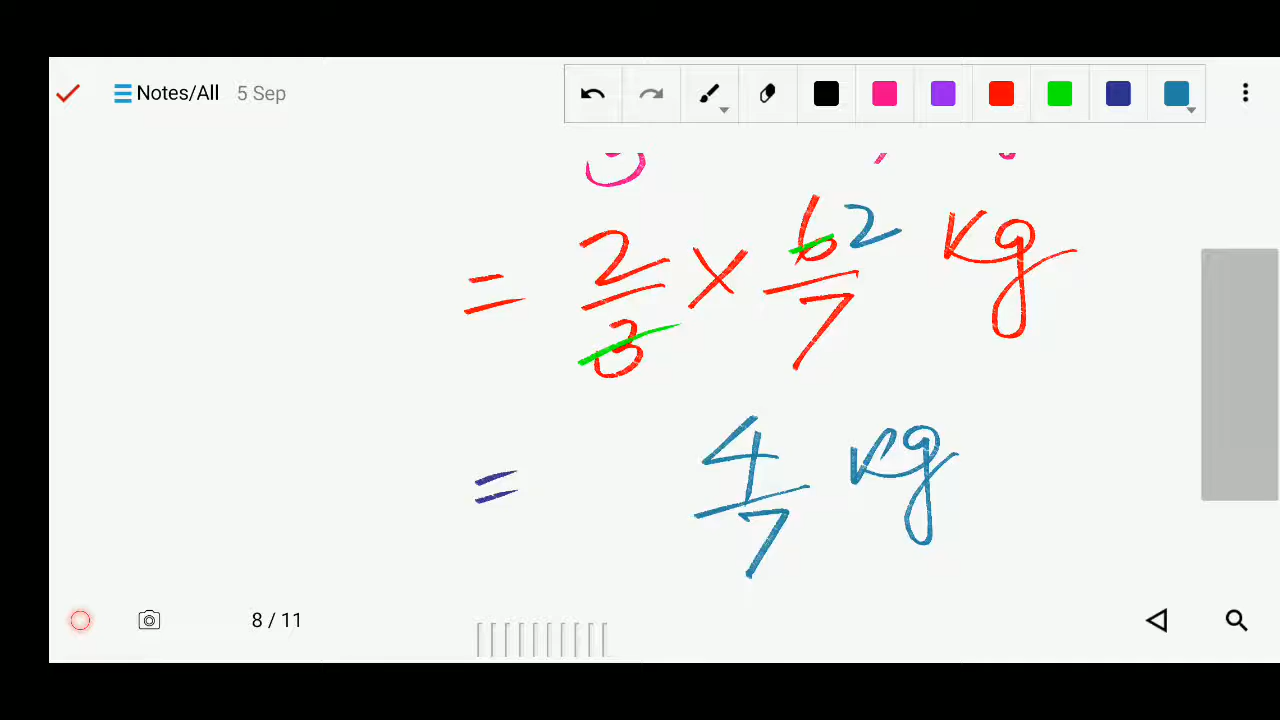 Notes/All 5 Sep
= 2/3 × 6/7 2 kg
= 4/7 kg
8 / 11